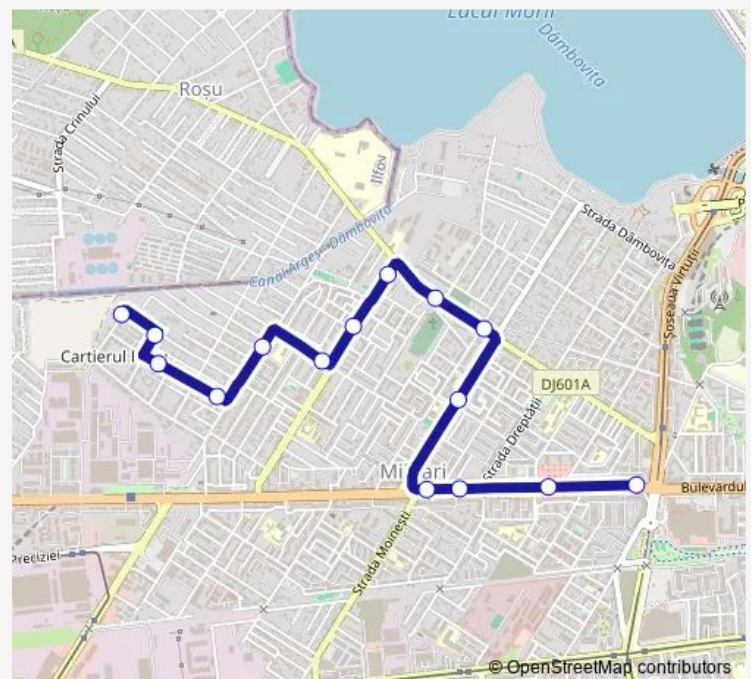 Lacul Morii
Dâmbovița
Roșu
Strada Crinului
Ilfov
Strada Dâmbovița
Canal Argeș - Dâmbovița
Șoseaua Virtuții
Cartierul
DJ601A
Strada Dreptății
Militari
Bulevardul
Preciziei
Strada Moinești
© OpenStreetMap contributors